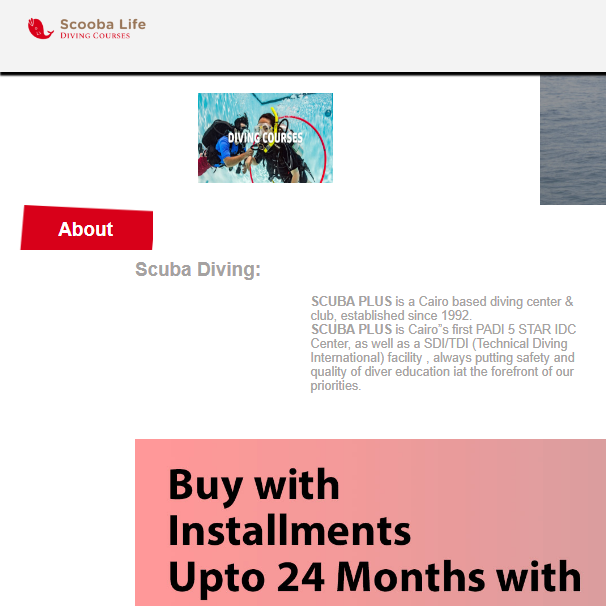 Scooba Life
Diving Courses
DIVING COURSES
About
Scuba Diving:
SCUBA PLUS is a Cairo based diving center &
club, established since 1992.
SCUBA PLUS is Cairo"s first PADI 5 STAR IDC
Center, as well as a SDI/TDI (Technical Diving
International) facility , always putting safety and
quality of diver education iat the forefront of our
priorities.
Buy with
Installments
Upto 24 Months with